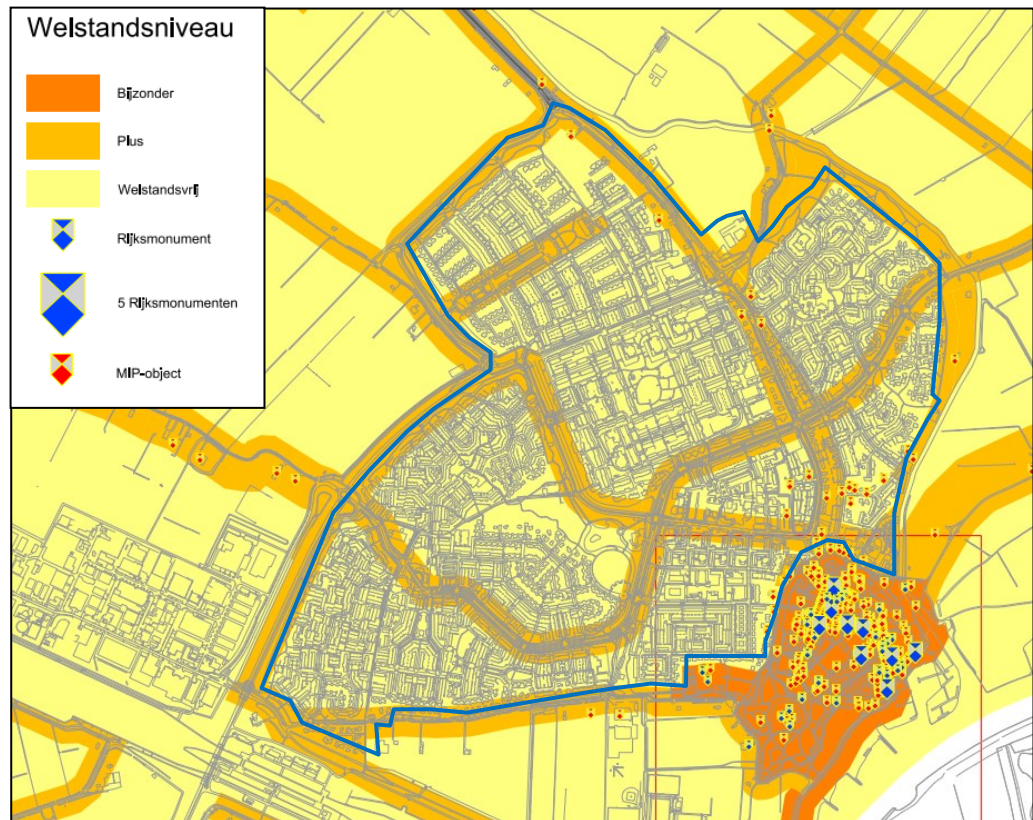 Welstandsniveau
Bijzonder
Plus
Welstandsvrij
Rijksmonument
5 Rijksmonumenten
MIP-object